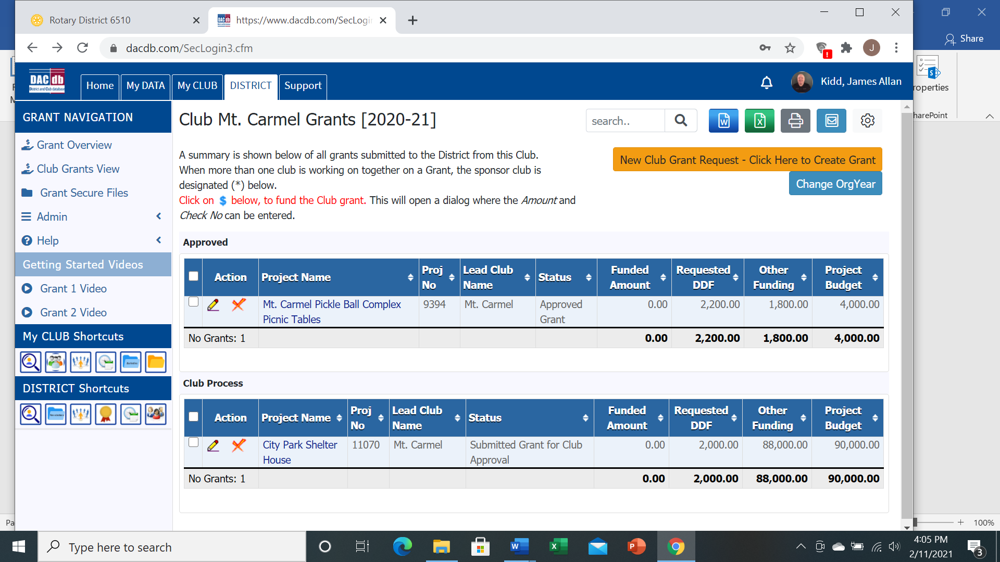 Rotary District 6510
https://www.dacdb.com/SecLogin
dacdb.com/SecLogin3.cfm
J
Share
DAC db
District and Club database
Home
My DATA
My CLUB
DISTRICT
Support
Kidd, James Allan
roperties
harePoint
GRANT NAVIGATION
Grant Overview
Club Grants View
Grant Secure Files
Admin
Help
Getting Started Videos
Grant 1 Video
Grant 2 Video
My CLUB Shortcuts
DISTRICT Shortcuts
Club Mt. Carmel Grants [2020-21]
search..
A summary is shown below of all grants submitted to the District from this Club.
When more than one club is working on together on a Grant, the sponsor club is
designated (*) below.
Click on $ below, to fund the Club grant. This will open a dialog where the Amount and
Check No can be entered.
New Club Grant Request - Click Here to Create Grant
Change OrgYear
Approved
Action Project Name Proj No Lead Club Name Status Funded Amount Requested DDF Other Funding Project Budget
Mt. Carmel Pickle Ball Complex Picnic Tables 9394 Mt. Carmel Approved Grant 0.00 2,200.00 1,800.00 4,000.00
No Grants: 1 0.00 2,200.00 1,800.00 4,000.00
Club Process
Action Project Name Proj No Lead Club Name Status Funded Amount Requested DDF Other Funding Project Budget
City Park Shelter House 11070 Mt. Carmel Submitted Grant for Club Approval 0.00 2,000.00 88,000.00 90,000.00
No Grants: 1 0.00 2,000.00 88,000.00 90,000.00
Pa
100%
Type here to search
4:05 PM
2/11/2021
3